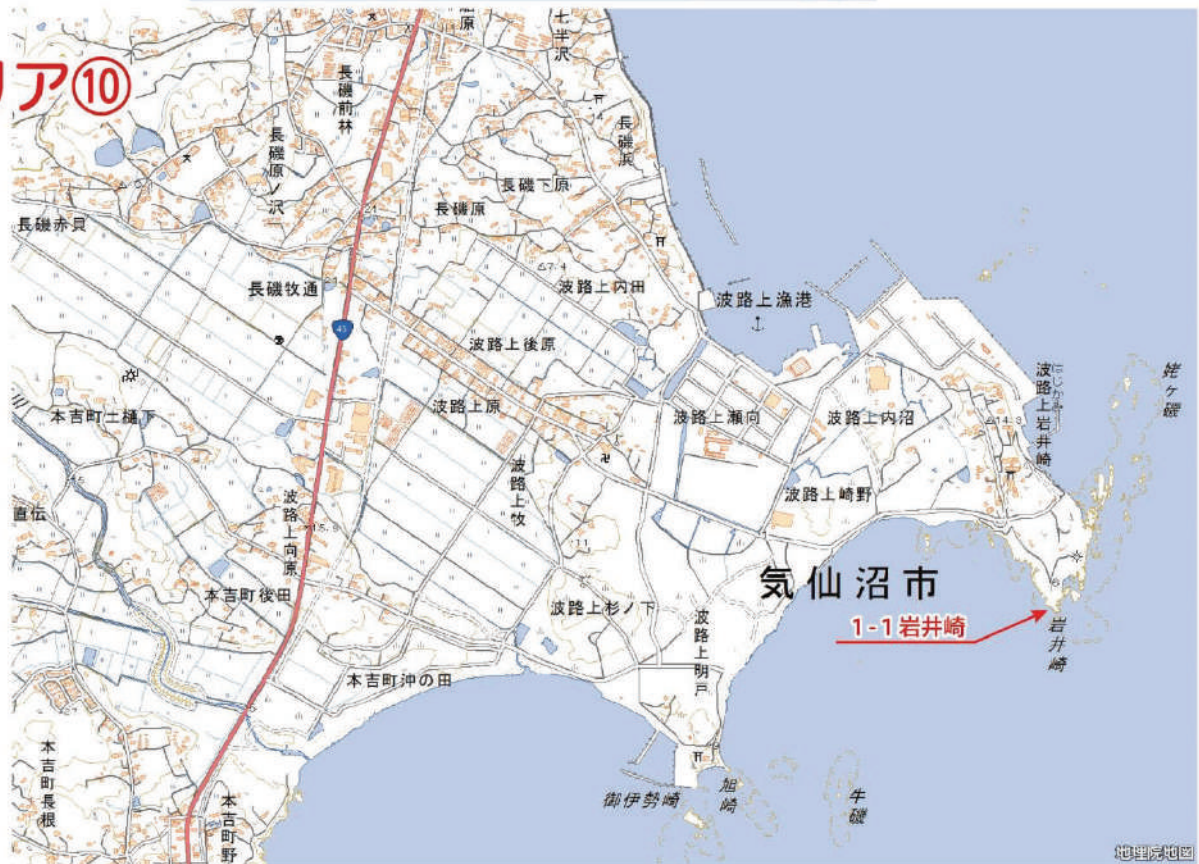 リア⑩
七半沢
長磯前林
長磯浜
長磯原ノ沢
長磯下原
長磯原
長磯赤貝
長磯牧通
波路上内田
波路上漁港
45
波路上後原
波路上原
波路上瀬向
波路上内沼
波路上岩井崎
姥ヶ磯
本吉町土樋下
波路上牧
波路上崎野
直伝
波路上向原
15.9
本吉町後田
波路上杉ノ下
波路上明戸
気仙沼市
1-1 岩井崎
岩井崎
本吉町沖の田
本吉町長根
本吉町野
御伊勢崎
旭崎
牛磯
地理院地図